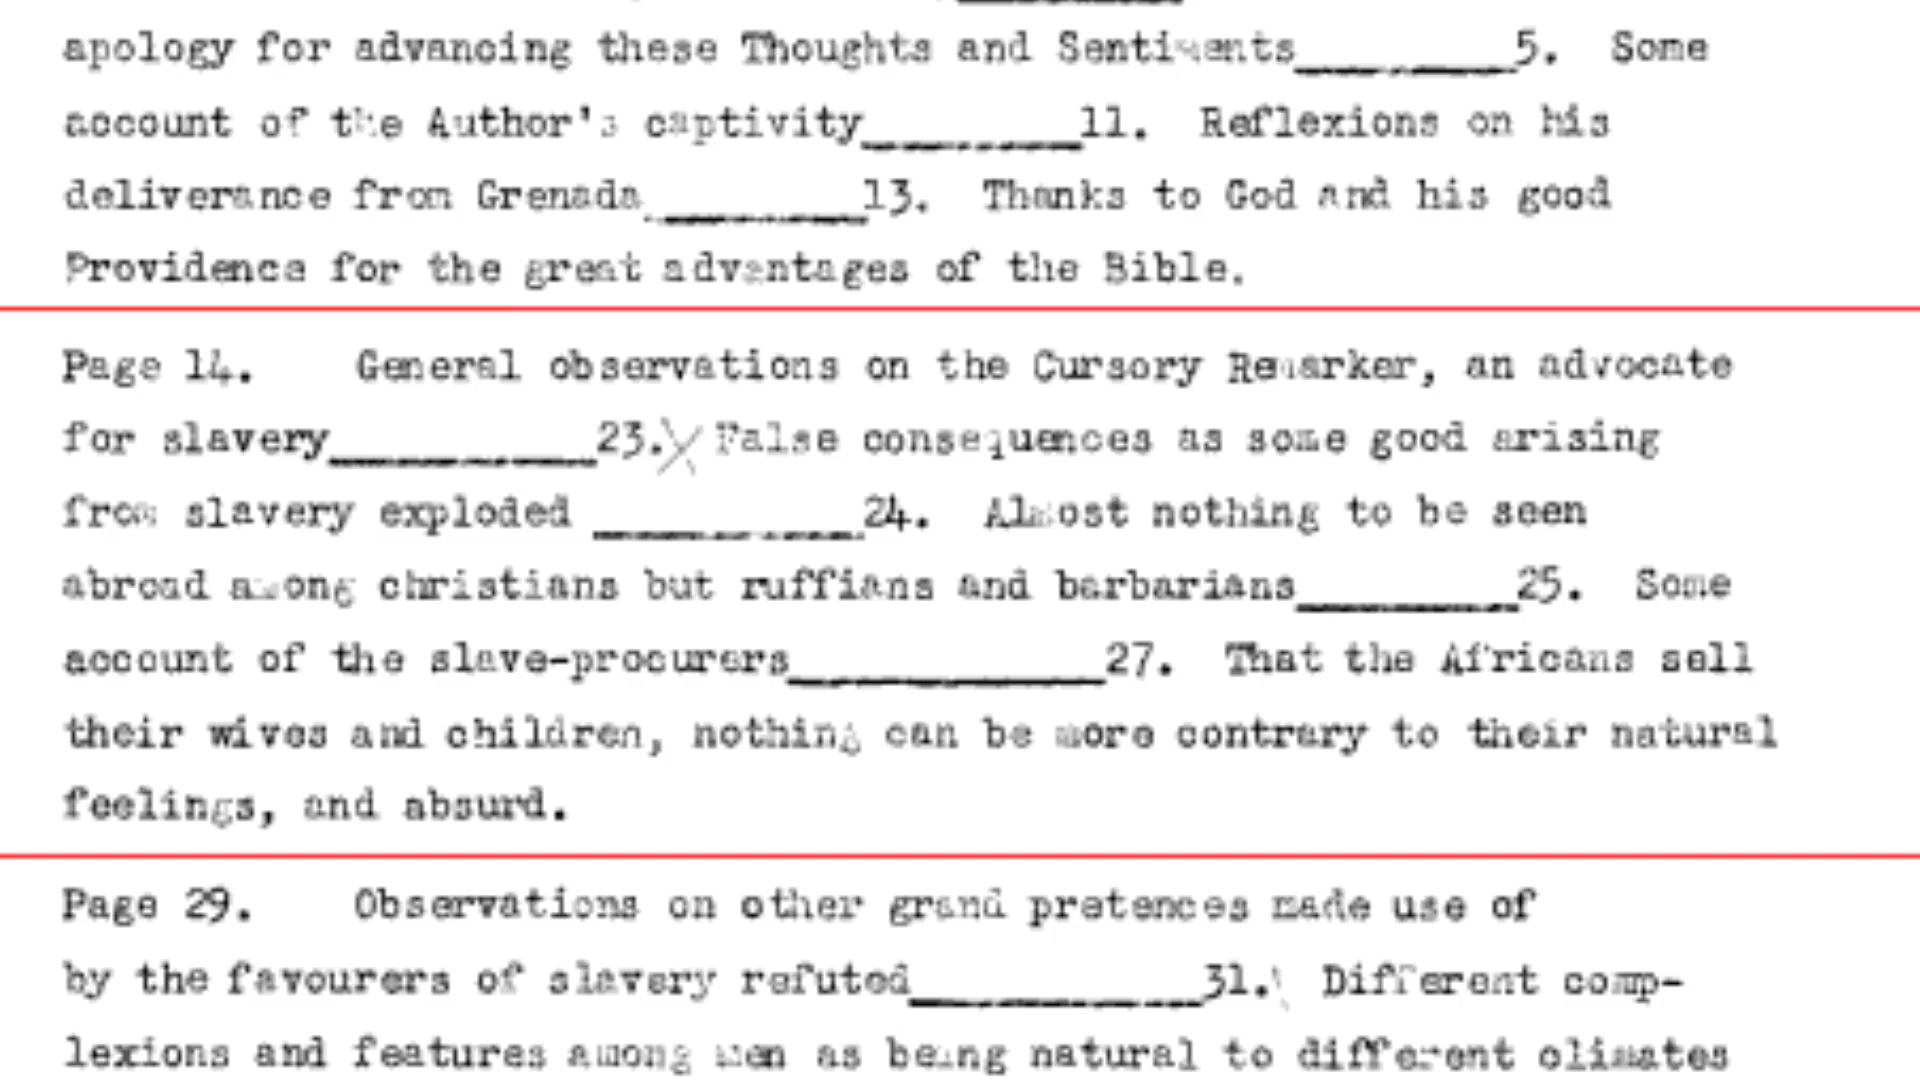 apology for advancing these Thoughts and Sentiments________5. Some
account of the Author's captivity________11. Reflexions on his
deliverance from Grenada ________13. Thanks to God and his good
Providence for the great advantages of the Bible.
Page 14. General observations on the Cursory Remarker, an advocate
for slavery__________23. False consequences as some good arising
from slavery exploded __________24. Almost nothing to be seen
abroad among christians but ruffians and barbarians________25. Some
account of the slave-procurers____________27. That the Africans sell
their wives and children, nothing can be more contrary to their natural
feelings, and absurd.
Page 29. Observations on other grand pretences made use of
by the favourers of slavery refuted___________31. Different comp-
lexions and features among men as being natural to different climates